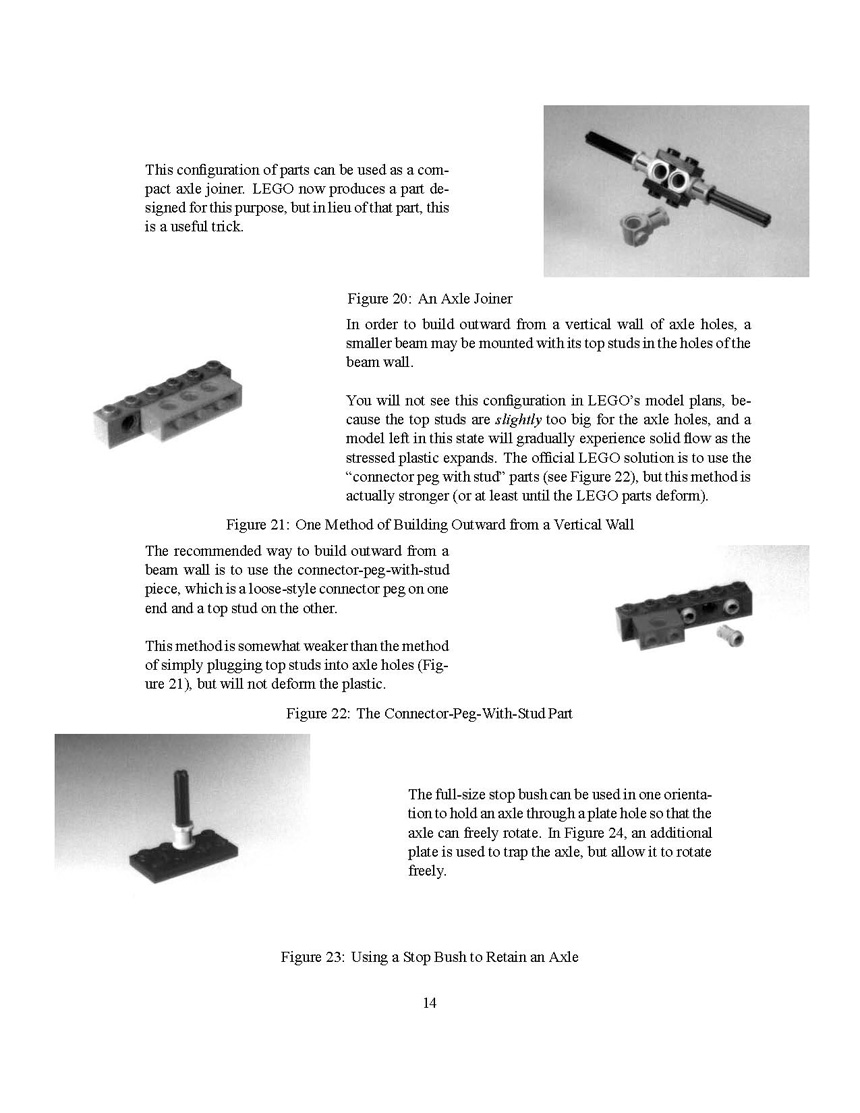 This configuration of parts can be used as a com-
pact axle joiner. LEGO now produces a part de-
signed for this purpose, but in lieu of that part, this
is a useful trick.
Figure 20: An Axle Joiner
In order to build outward from a vertical wall of axle holes, a
smaller beam may be mounted with its top studs in the holes of the
beam wall.
You will not see this configuration in LEGO's model plans, be-
cause the top studs are slightly too big for the axle holes, and a
model left in this state will gradually experience solid flow as the
stressed plastic expands. The official LEGO solution is to use the
“connector peg with stud” parts (see Figure 22), but this method is
actually stronger (or at least until the LEGO parts deform).
Figure 21: One Method of Building Outward from a Vertical Wall
The recommended way to build outward from a
beam wall is to use the connector-peg-with-stud
piece, which is a loose-style connector peg on one
end and a top stud on the other.
This method is somewhat weaker than the method
of simply plugging top studs into axle holes (Fig-
ure 21), but will not deform the plastic.
Figure 22: The Connector-Peg-With-Stud Part
The full-size stop bush can be used in one orienta-
tion to hold an axle through a plate hole so that the
axle can freely rotate. In Figure 24, an additional
plate is used to trap the axle, but allow it to rotate
freely.
Figure 23: Using a Stop Bush to Retain an Axle
14